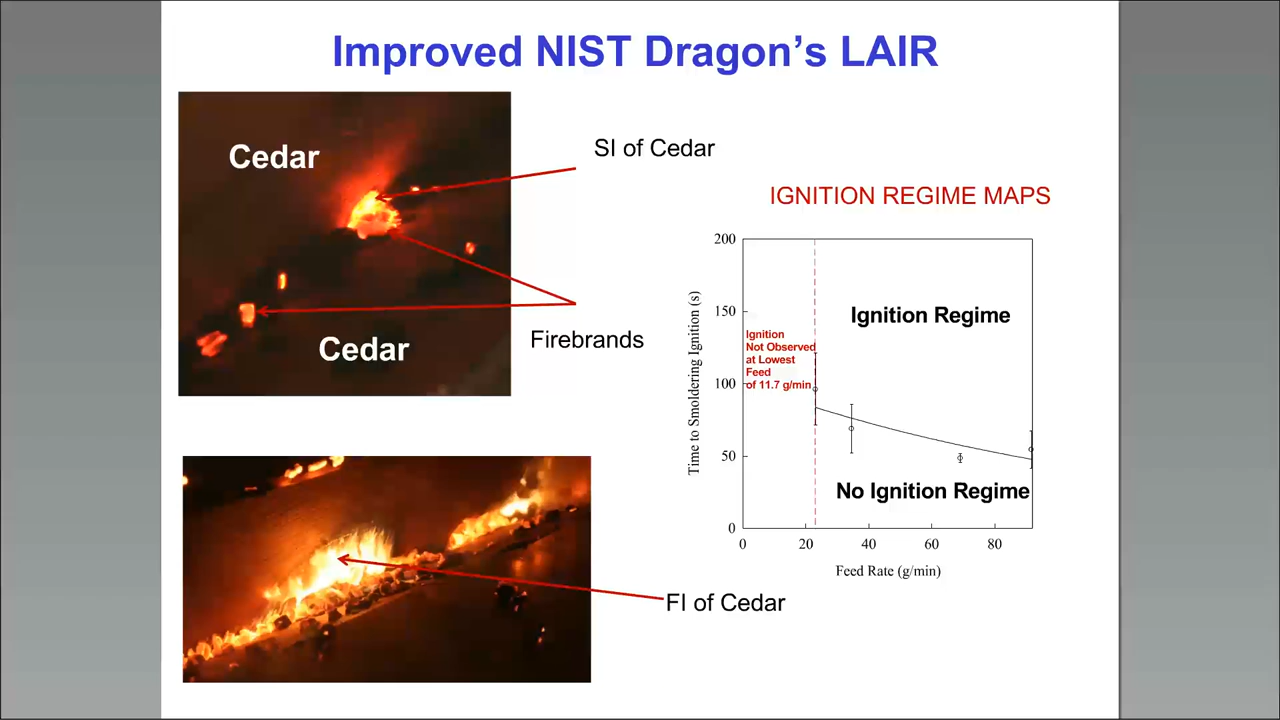 Improved NIST Dragon’s LAIR
Cedar
SI of Cedar
Firebrands
Cedar
FI of Cedar
IGNITION REGIME MAPS
Time to Smoldering Ignition (s)
200
150
100
50
0
Ignition Regime
Ignition
Not Observed
at Lowest
Feed
of 11.7 g/min
No Ignition Regime
0 20 40 60 80
Feed Rate (g/min)